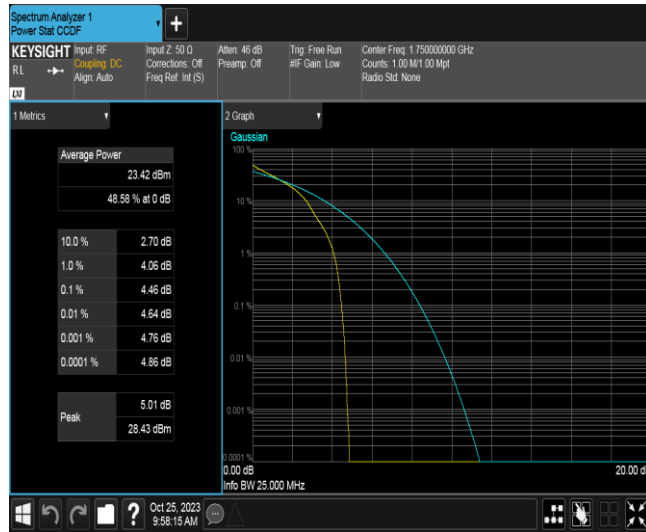 Spectrum Analyzer 1
Power Stat CCDF
+
KEYSIGHT
RL
LXI
Input: RF
Coupling: DC
Align: Auto
Input Z: 50 Ω
Corrections: Off
Freq Ref: Int (S)
Atten: 46 dB
Preamp: Off
Trig: Free Run
#IF Gain: Low
Center Freq: 1.750000000 GHz
Counts: 1.00 M/1.00 Mpt
Radio Std: None
1 Metrics
Average Power
23.42 dBm
48.58 % at 0 dB
10.0 % 2.70 dB
1.0 % 4.06 dB
0.1 % 4.46 dB
0.01 % 4.64 dB
0.001 % 4.76 dB
0.0001 % 4.86 dB
Peak
5.01 dB
28.43 dBm
2 Graph
Gaussian
100 %
10 %
1 %
0.1 %
0.01 %
0.001 %
0.0001 %
0.00 dB
20.00 d
Info BW 25.000 MHz
?
Oct 25, 2023
9:58:15 AM